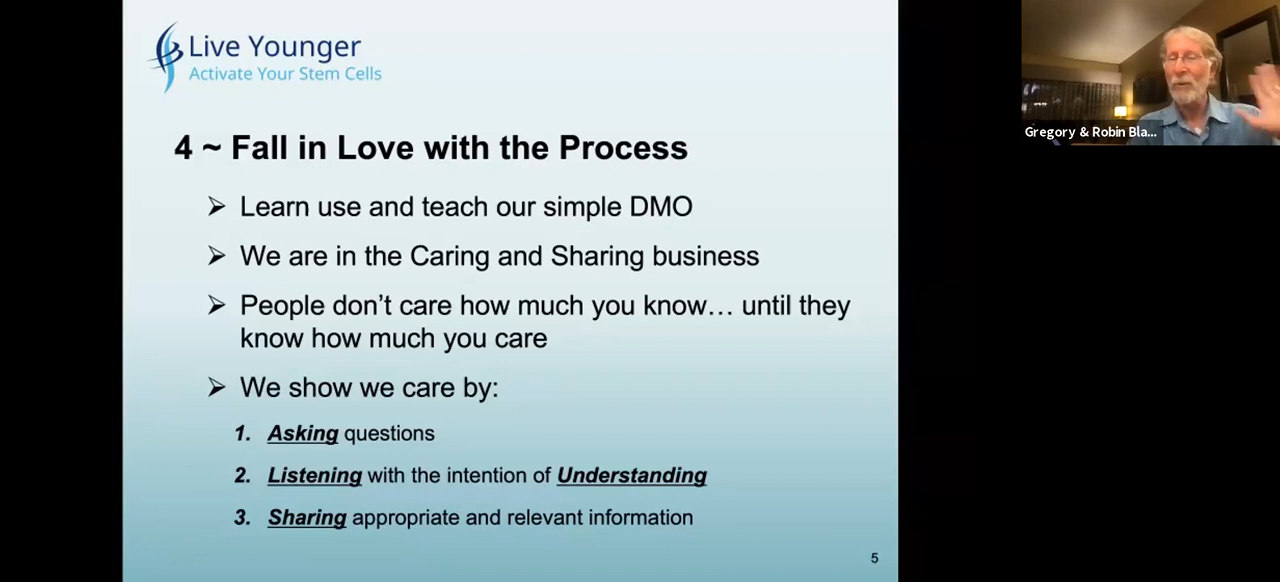 Live Younger
Activate Your Stem Cells
4 ~ Fall in Love with the Process
➢ Learn use and teach our simple DMO
➢ We are in the Caring and Sharing business
➢ People don’t care how much you know… until they
know how much you care
➢ We show we care by:
1. Asking questions
2. Listening with the intention of Understanding
3. Sharing appropriate and relevant information
5
Gregory & Robin Bla...